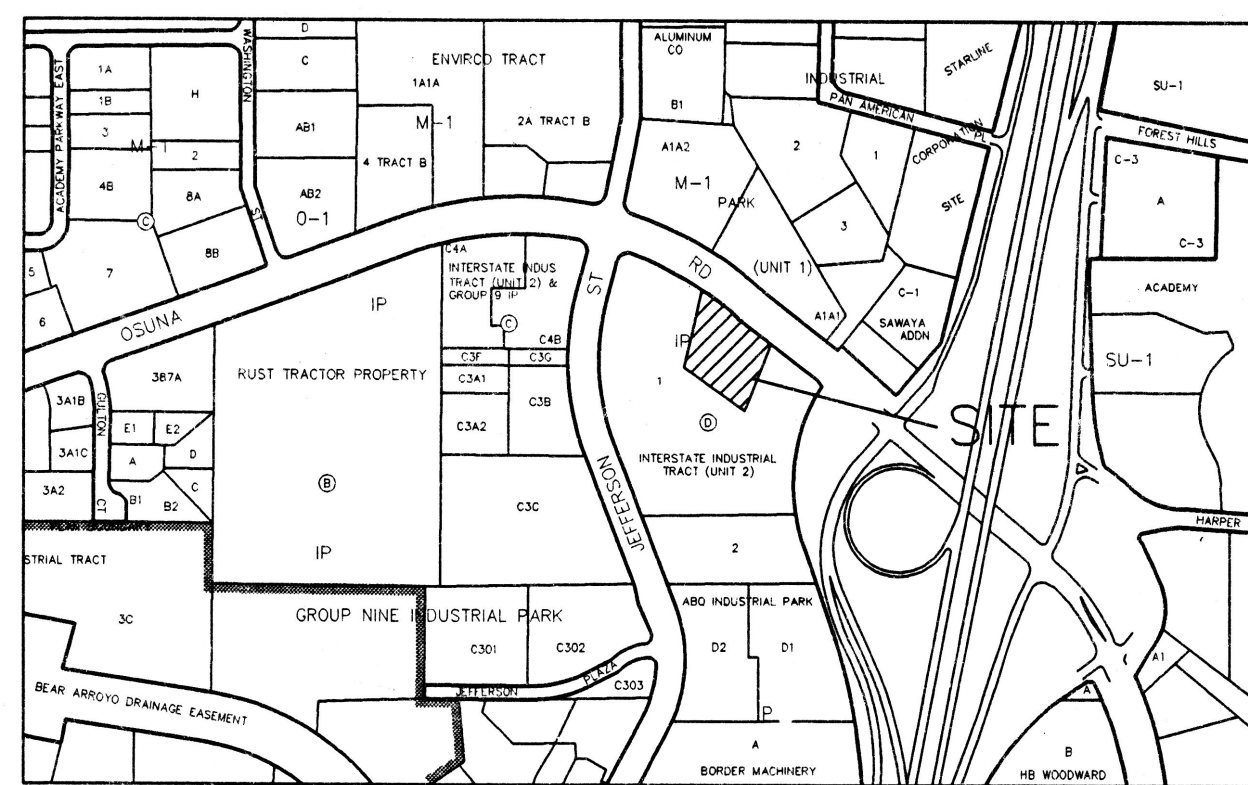 D
ALUMINUM
CO
ENVIRCO TRACT
STARLINE
WASHINGTON
1A
C
1A1A
INDUSTRIAL
SU-1
ACADEMY PARKWAY EAST
1B
H
B1
PAN AMERICAN
PL
3
AB1
M-1
2A TRACT B
CORPORATION
FOREST HILLS
M-1
2
A1A2
2
1
C-3
4B
4 TRACT B
M-1
8A
AB2
PARK
SITE
A
C
O-1
3
ST
8B
C-3
5
7
C4A
RD
(UNIT 1)
INTERSTATE INDUS
TRACT (UNIT 2) &
GROUP 9 IP
ST
C-1
ACADEMY
6
OSUNA
IP
C
A1A1
SAWAYA
ADDN
C4B
IP
C3F
C3G
SU-1
3B7A
RUST TRACTOR PROPERTY
C3A1
1
3A1B
GULTON
C3B
E1
E2
C3A2
D
SITE
3A1C
A
D
INTERSTATE INDUSTRIAL
TRACT (UNIT 2)
3A2
C
B
B1
B2
CT
C3C
JEFFERSON
HARPER
IP
2
STRIAL TRACT
3C
GROUP NINE INDUSTRIAL PARK
ABQ INDUSTRIAL PARK
C301
C302
D2
D1
A1
PLAZA
C303
BEAR ARROYO DRAINAGE EASEMENT
JEFFERSON
A
P
A
BORDER MACHINERY
B
HB WOODWARD